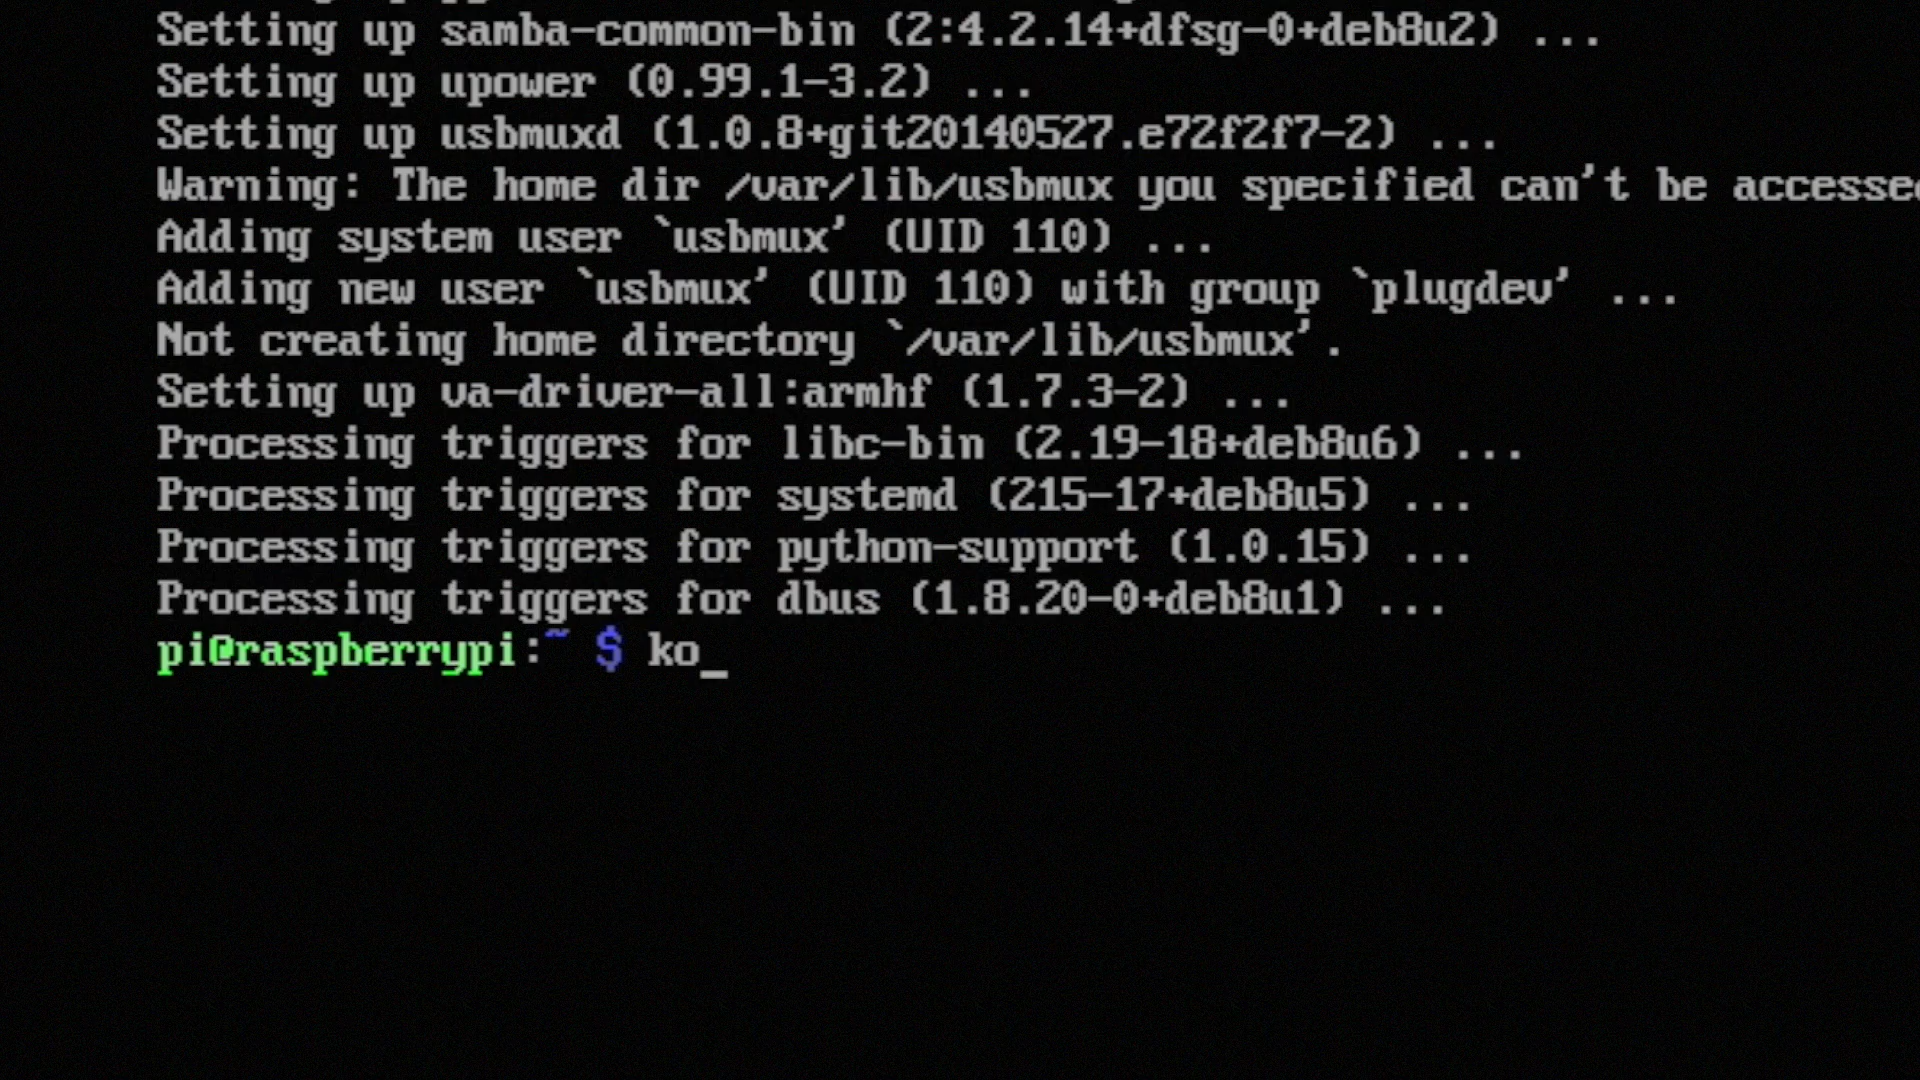 Setting up samba-common-bin (2:4.2.14+dfsg-0+deb8u2) ...
Setting up upower (0.99.1-3.2) ...
Setting up usbmuxd (1.0.8+git20140527.e72f2f7-2) ...
Warning: The home dir /var/lib/usbmux you specified can't be accessed
Adding system user `usbmux' (UID 110) ...
Adding new user `usbmux' (UID 110) with group `plugdev' ...
Not creating home directory `/var/lib/usbmux'.
Setting up va-driver-all:armhf (1.7.3-2) ...
Processing triggers for libc-bin (2.19-18+deb8u6) ...
Processing triggers for systemd (215-17+deb8u5) ...
Processing triggers for python-support (1.0.15) ...
Processing triggers for dbus (1.8.20-0+deb8u1) ...
pi@raspberrypi:~ $ ko_